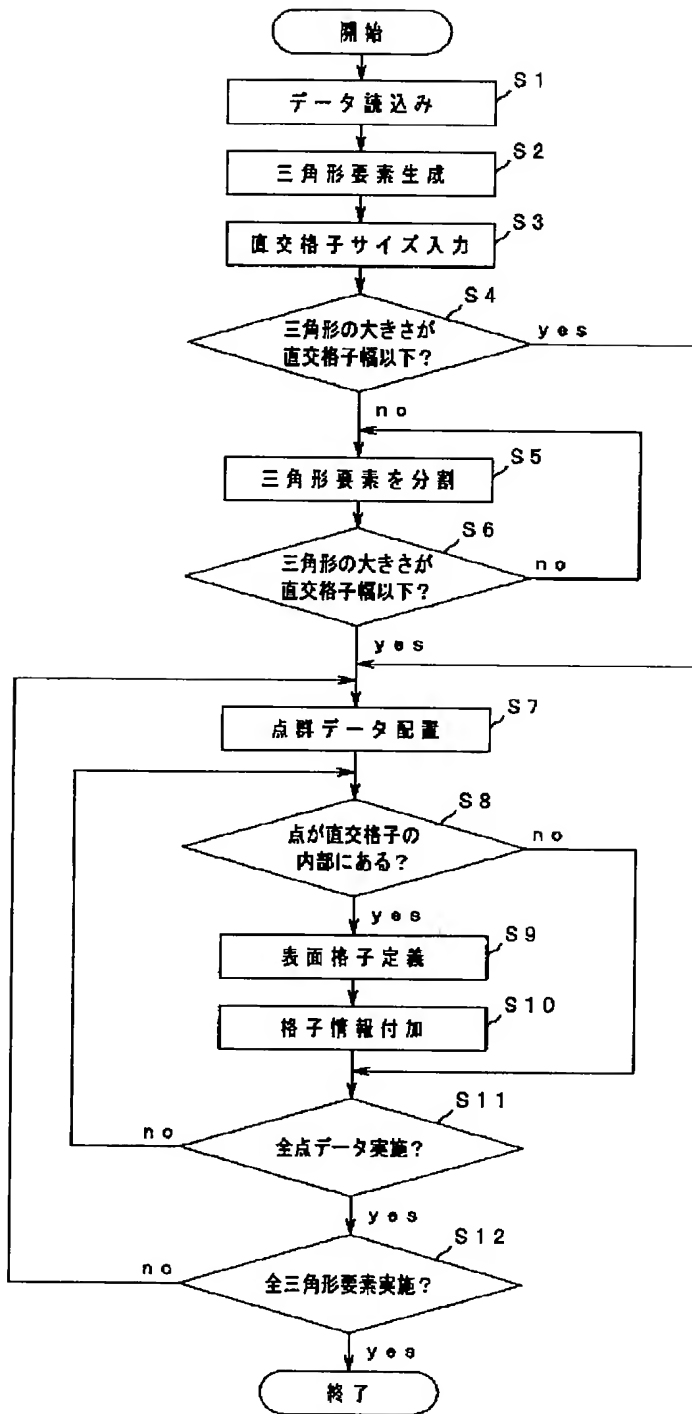 開始
S1
データ読込み
S2
三角形要素生成
S3
直交格子サイズ入力
S4
三角形の大きさが
直交格子幅以下?
yes
no
S5
三角形要素を分割
S6
三角形の大きさが
直交格子幅以下?
no
yes
S7
点群データ配置
S8
点が直交格子の
内部にある?
no
yes
S9
表面格子定義
S10
格子情報付加
S11
no
全点データ実施?
yes
S12
no
全三角形要素実施?
yes
終了